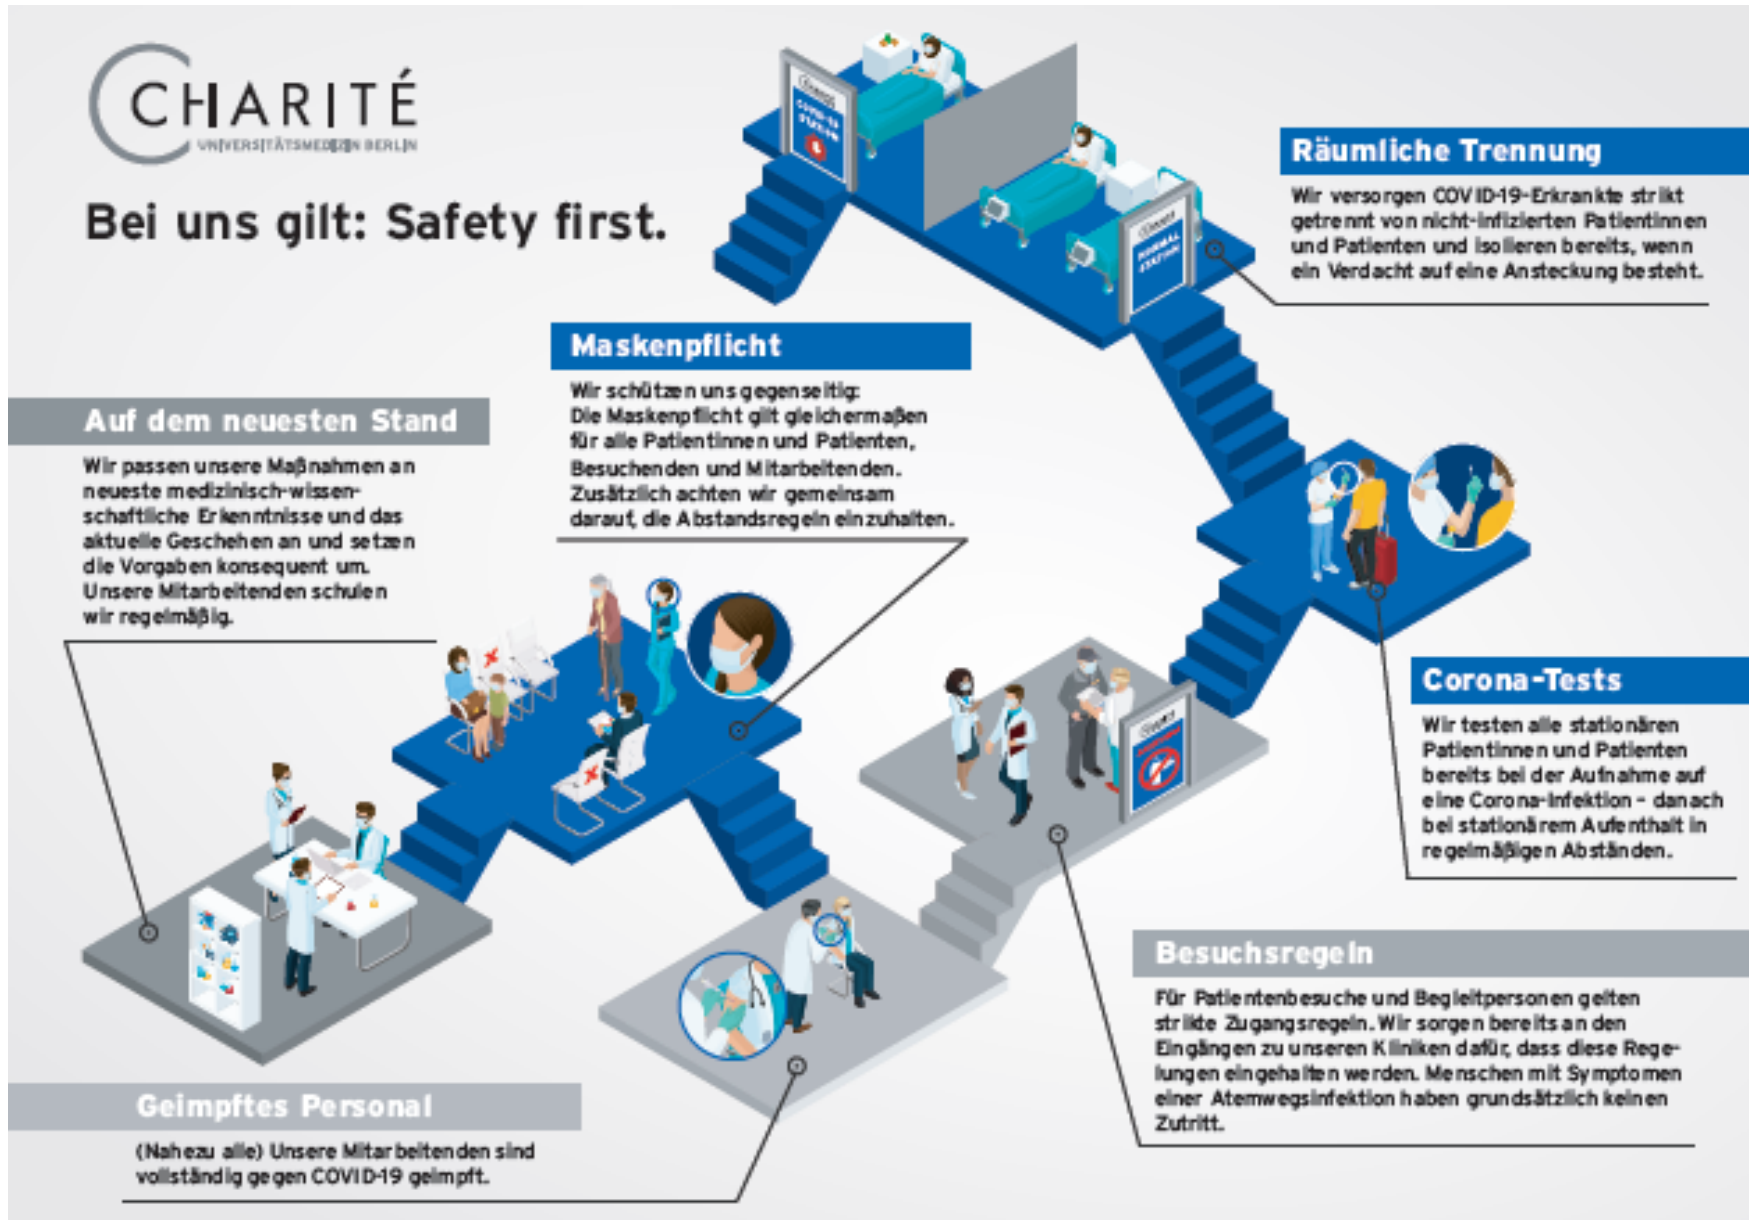 CHARITÉ
UNIVERSITÄTSMEDIZIN BERLIN
Bei uns gilt: Safety first.
COVID-19
STATION
NORMAL
STATION
Räumliche Trennung
Wir versorgen COVID-19-Erkrankte strikt
getrennt von nicht-infizierten Patientinnen
und Patienten und isolieren bereits, wenn
ein Verdacht auf eine Ansteckung besteht.
Maskenpflicht
Wir schützen uns gegenseitig:
Die Maskenpflicht gilt gleichermaßen
für alle Patientinnen und Patienten,
Besuchenden und Mitarbeitenden.
Zusätzlich achten wir gemeinsam
darauf, die Abstandsregeln einzuhalten.
Auf dem neuesten Stand
Wir passen unsere Maßnahmen an
neueste medizinisch-wissen-
schaftliche Erkenntnisse und das
aktuelle Geschehen an und setzen
die Vorgaben konsequent um.
Unsere Mitarbeitenden schulen
wir regelmäßig.
Corona-Tests
Wir testen alle stationären
Patientinnen und Patienten
bereits bei der Aufnahme auf
eine Corona-Infektion – danach
bei stationärem Aufenthalt in
regelmäßigen Abständen.
Besuchsregeln
Für Patientenbesuche und Begleitpersonen gelten
strikte Zugangsregeln. Wir sorgen bereits an den
Eingängen zu unseren Kliniken dafür, dass diese Rege-
lungen eingehalten werden. Menschen mit Symptomen
einer Atemwegsinfektion haben grundsätzlich keinen
Zutritt.
Geimpftes Personal
(Nahezu alle) Unsere Mitarbeitenden sind
vollständig gegen COVID-19 geimpft.